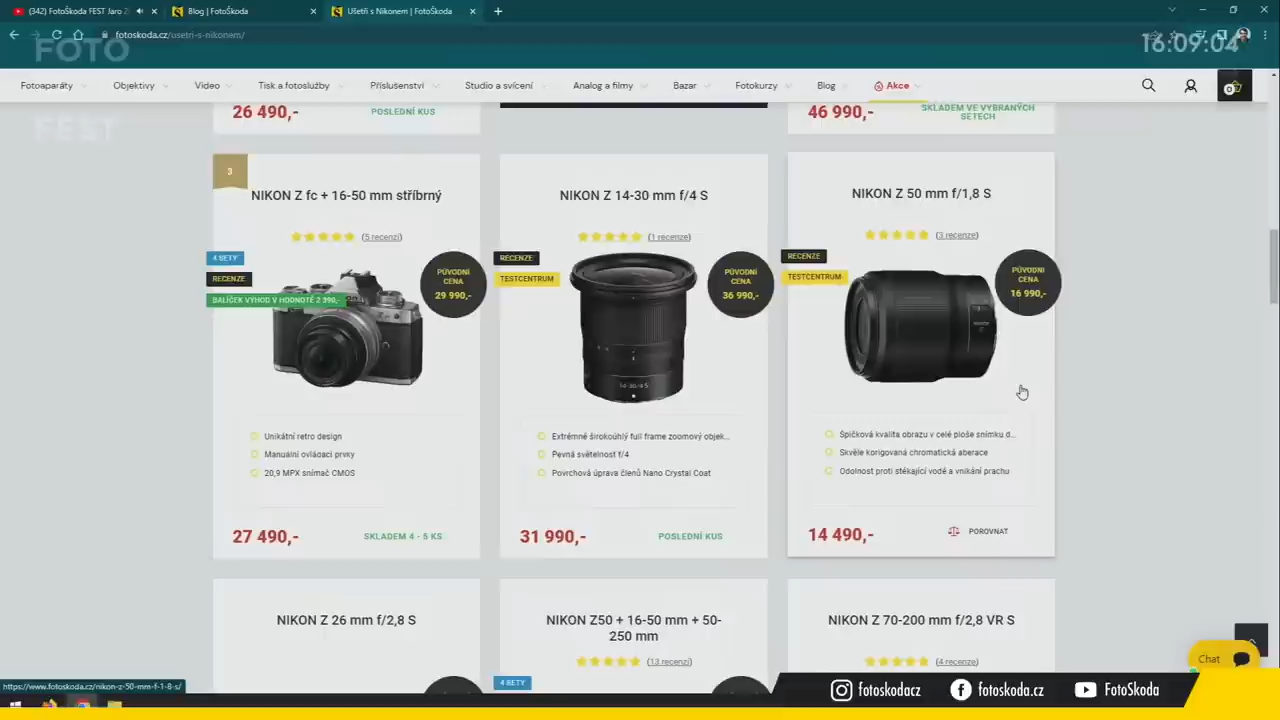 (342) FotoŠkoda FEST Jaro 2
Blog | FotoŠkoda
Ušetři s Nikonem | FotoŠkoda
fotoskoda.cz/usetri-s-nikonem/
FOTO
16:09:04
Fotoaparáty
Objektivy
Video
Tisk a fotoslužby
Příslušenství
Studio a svícení
Analog a filmy
Bazar
Fotokurzy
Blog
Akce
0
FEST
26 490,-
POSLEDNÍ KUS
46 990,-
SKLADEM VE VYBRANÝCH
SETECH
3
NIKON Z fc + 16-50 mm stříbrný
(5 recenzí)
4 SETY
RECENZE
BALÍČEK VÝHOD V HODNOTĚ 2 390,-
PŮVODNÍ
CENA
29 990,-
Unikátní retro design
Manuální ovládací prvky
20,9 MPX snímač CMOS
27 490,-
SKLADEM 4 - 5 KS
NIKON Z 14-30 mm f/4 S
(1 recenze)
RECENZE
TESTCENTRUM
PŮVODNÍ
CENA
36 990,-
14-30/4 S
Extrémně širokoúhlý full frame zoomový objek...
Pevná světelnost f/4
Povrchová úprava členů Nano Crystal Coat
31 990,-
POSLEDNÍ KUS
NIKON Z 50 mm f/1,8 S
(3 recenze)
RECENZE
TESTCENTRUM
PŮVODNÍ
CENA
16 990,-
Špičková kvalita obrazu v celé ploše snímku d...
Skvěle korigovaná chromatická aberace
Odolnost proti stékající vodě a vnikání prachu
14 490,-
POROVNAT
NIKON Z 26 mm f/2,8 S
NIKON Z50 + 16-50 mm + 50-
250 mm
(13 recenzí)
4 SETY
NIKON Z 70-200 mm f/2,8 VR S
(4 recenze)
Chat
https://www.fotoskoda.cz/nikon-z-50-mm-f-1-8-s/
fotoskodacz
fotoskoda.cz
FotoŠkoda